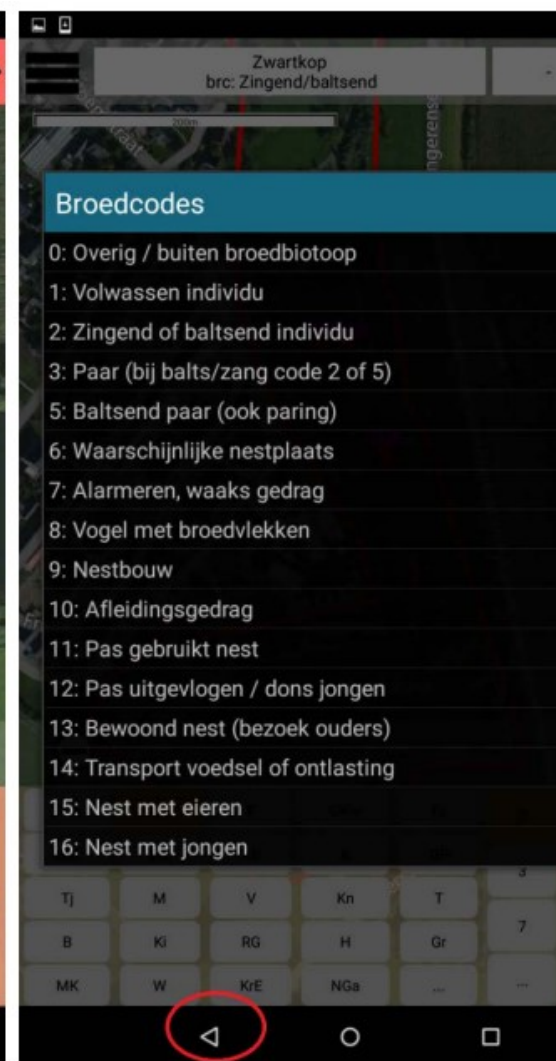 Zwartkop
brc: Zingend/baltsend
-
200m
Broedcodes
0: Overig / buiten broedbiotoop
1: Volwassen individu
2: Zingend of baltsend individu
3: Paar (bij balts/zang code 2 of 5)
5: Baltsend paar (ook paring)
6: Waarschijnlijke nestplaats
7: Alarmeren, waaks gedrag
8: Vogel met broedvlekken
9: Nestbouw
10: Afleidingsgedrag
11: Pas gebruikt nest
12: Pas uitgevlogen / dons jongen
13: Bewoond nest (bezoek ouders)
14: Transport voedsel of ontlasting
15: Nest met eieren
16: Nest met jongen
3
Tj M V Kn T
7
B Ki RG H Gr
MK W KrE NGa ... ...